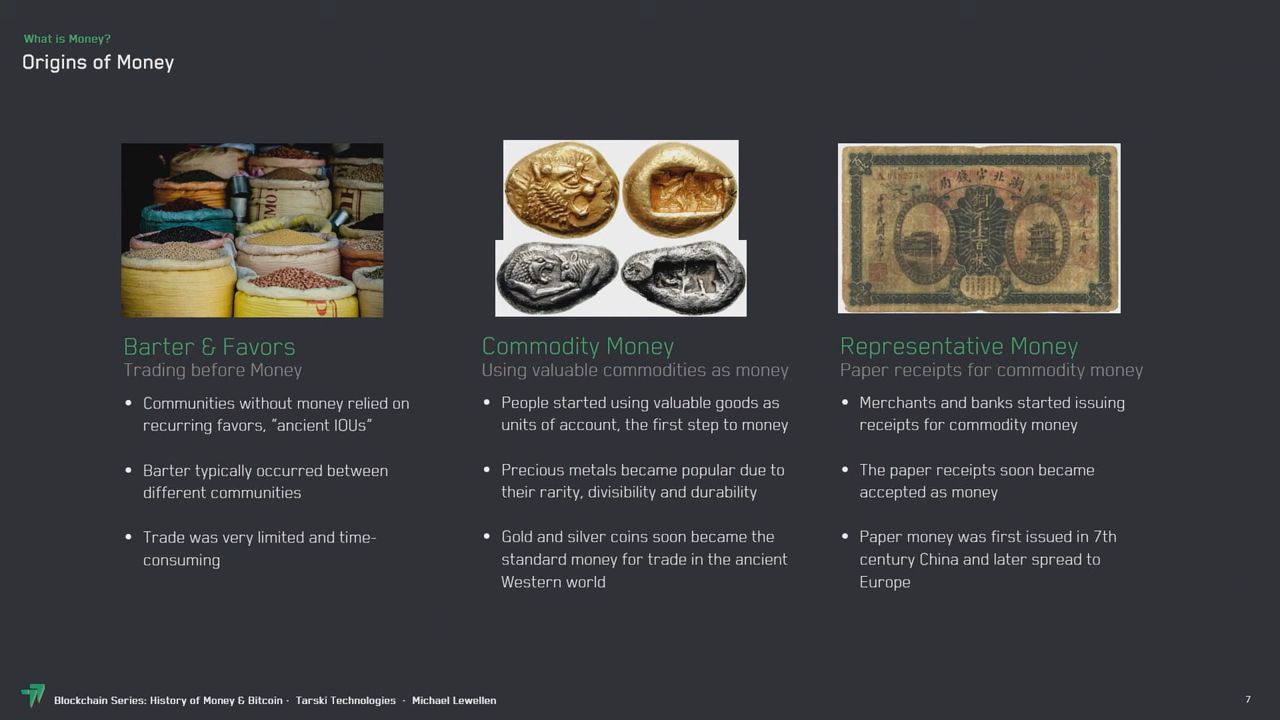 What is Money?
Origins of Money
Barter & Favors
Trading before Money
• Communities without money relied on
recurring favors, "ancient IOUs"
• Barter typically occurred between
different communities
• Trade was very limited and time-
consuming
Commodity Money
Using valuable commodities as money
• People started using valuable goods as
units of account, the first step to money
• Precious metals became popular due to
their rarity, divisibility and durability
• Gold and silver coins soon became the
standard money for trade in the ancient
Western world
局錢官北湖
Representative Money
Paper receipts for commodity money
• Merchants and banks started issuing
receipts for commodity money
• The paper receipts soon became
accepted as money
• Paper money was first issued in 7th
century China and later spread to
Europe
Blockchain Series: History of Money & Bitcoin · Tarski Technologies · Michael Lewellen
7